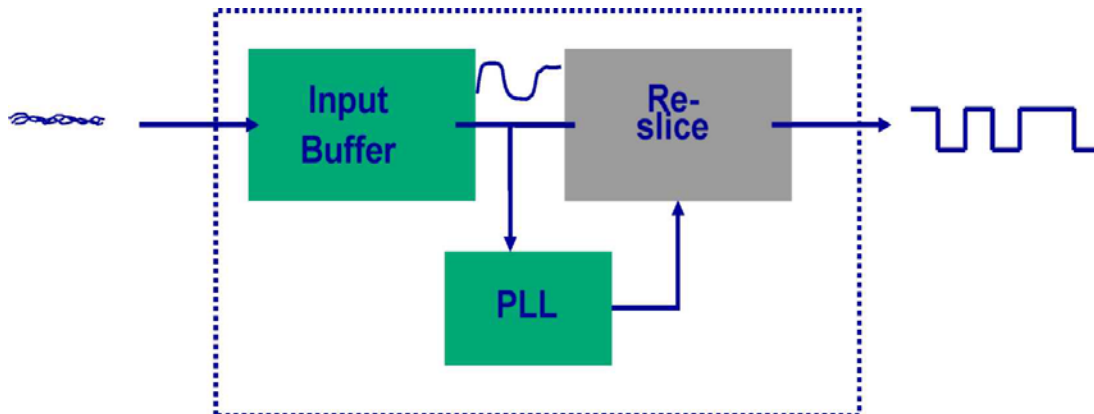 Input
Buffer
Re-
slice
PLL